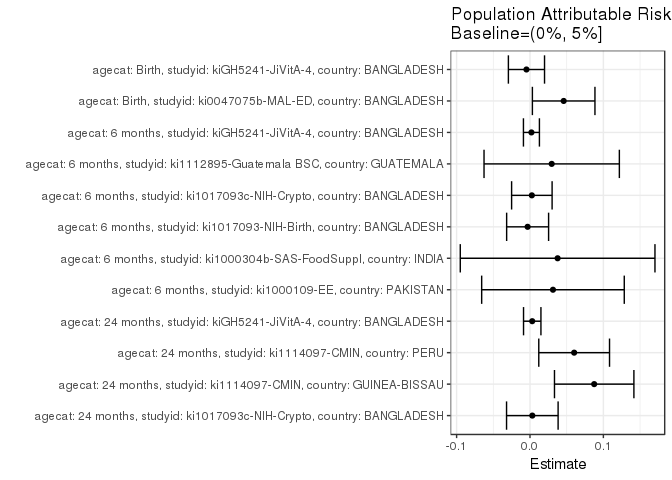 Population Attributable Risk
Baseline=(0%, 5%]
agecat: Birth, studyid: kiGH5241-JiVitA-4, country: BANGLADESH
agecat: Birth, studyid: ki0047075b-MAL-ED, country: BANGLADESH
agecat: 6 months, studyid: kiGH5241-JiVitA-4, country: BANGLADESH
agecat: 6 months, studyid: ki1112895-Guatemala BSC, country: GUATEMALA
agecat: 6 months, studyid: ki1017093c-NIH-Crypto, country: BANGLADESH
agecat: 6 months, studyid: ki1017093-NIH-Birth, country: BANGLADESH
agecat: 6 months, studyid: ki1000304b-SAS-FoodSuppl, country: INDIA
agecat: 6 months, studyid: ki1000109-EE, country: PAKISTAN
agecat: 24 months, studyid: kiGH5241-JiVitA-4, country: BANGLADESH
agecat: 24 months, studyid: ki1114097-CMIN, country: PERU
agecat: 24 months, studyid: ki1114097-CMIN, country: GUINEA-BISSAU
agecat: 24 months, studyid: ki1017093c-NIH-Crypto, country: BANGLADESH
-0.1 0.0 0.1
Estimate